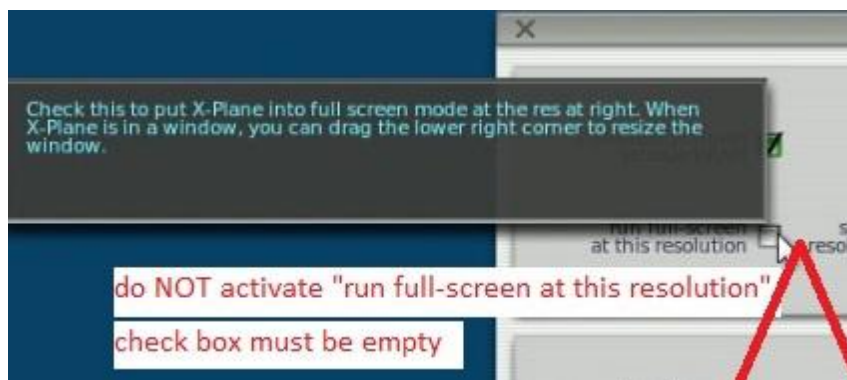 Check this to put X-Plane into full screen mode at the res at right. When
X-Plane is in a window, you can drag the lower right corner to resize the
window.
run full-screen
at this resolution
do NOT activate "run full-screen at this resolution"
check box must be empty